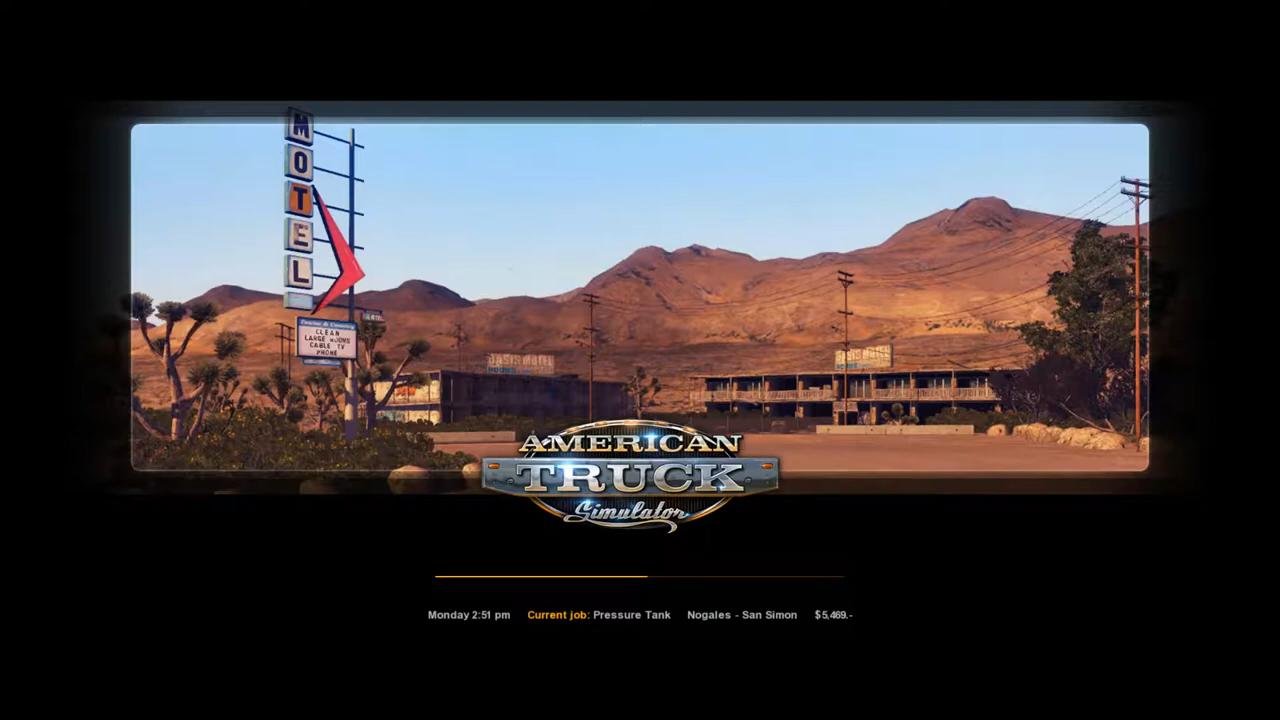 MOTEL
CLEAN
LARGE ROOMS
CABLE TV
PHONE
AMERICAN
TRUCK
Simulator
Monday 2:51 pm Current job: Pressure Tank Nogales - San Simon $5,469.-